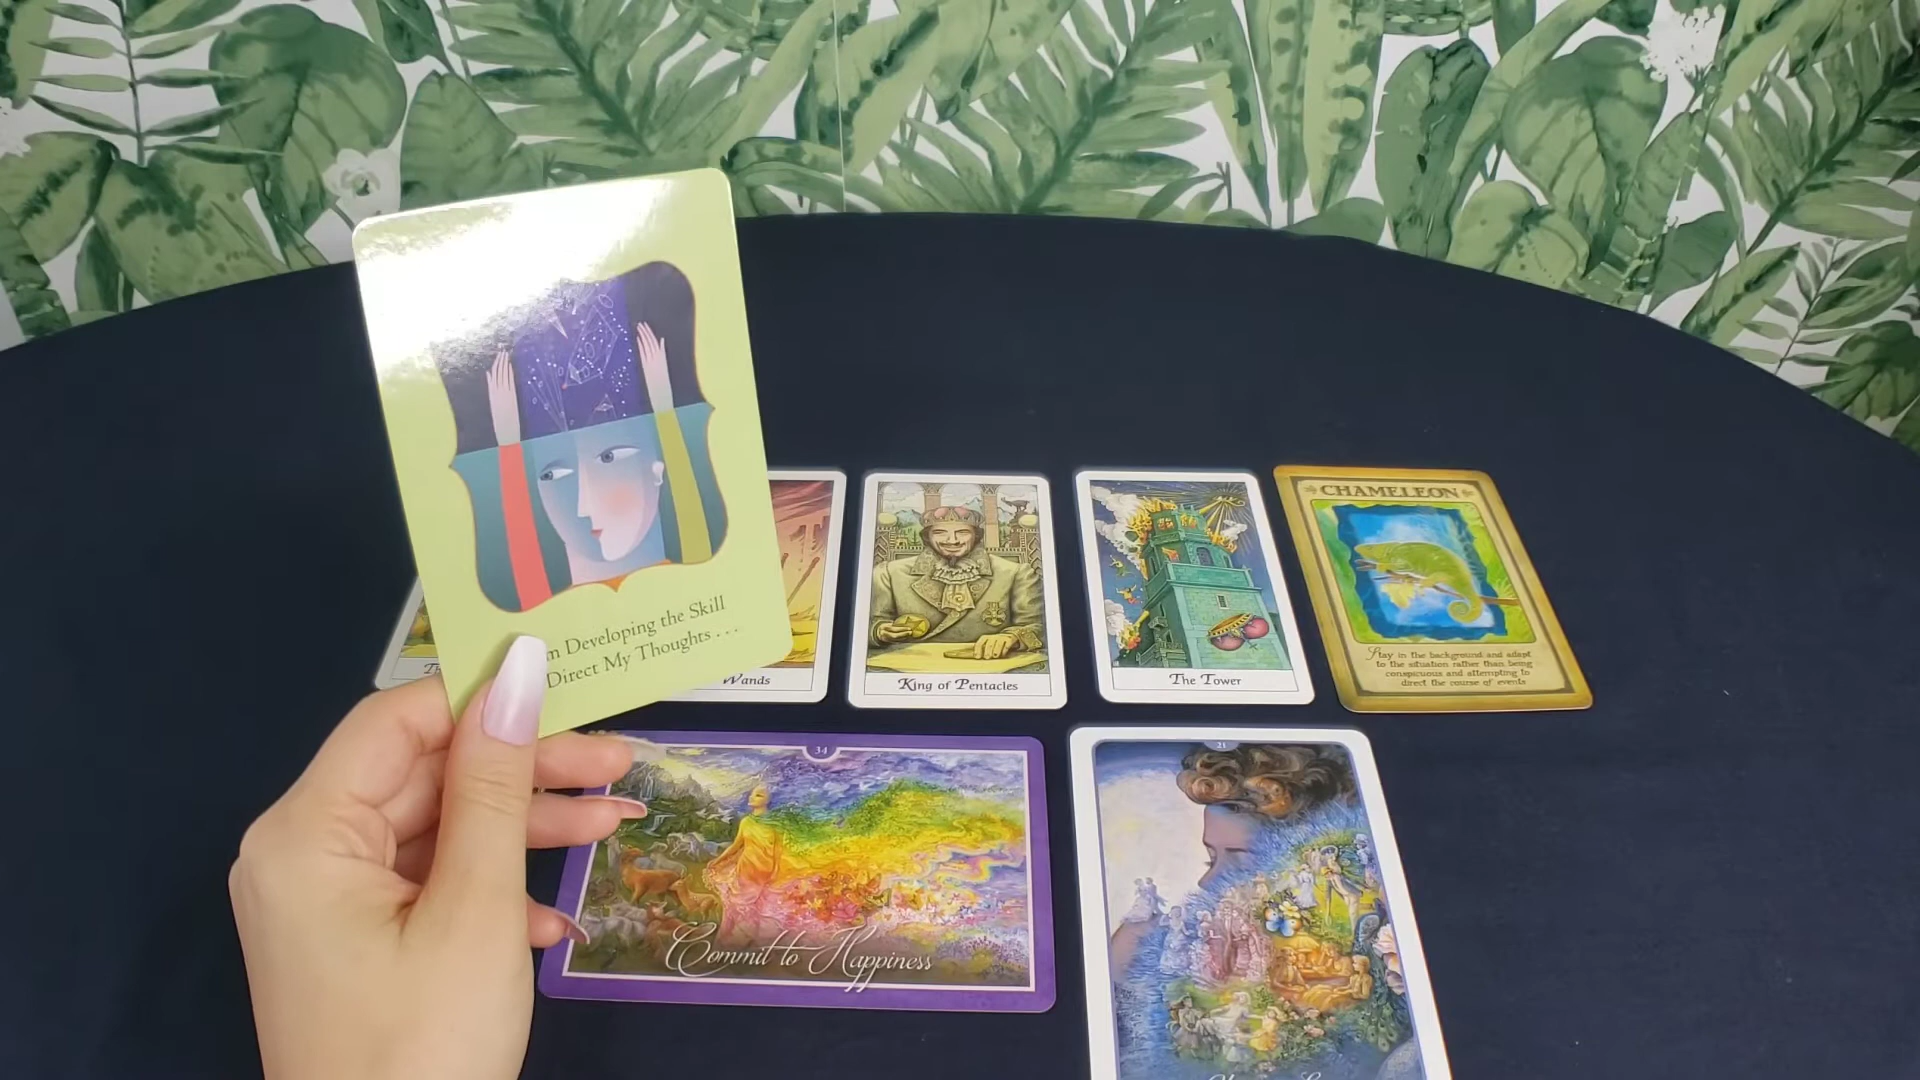 m Developing the Skill
Direct My Thoughts . . .
Wands
King of Pentacles
The Tower
CHAMELEON
Stay in the background and adapt
to the situation rather than being
conspicuous and attempting to
direct the course of events
34
Commit to Happiness
21